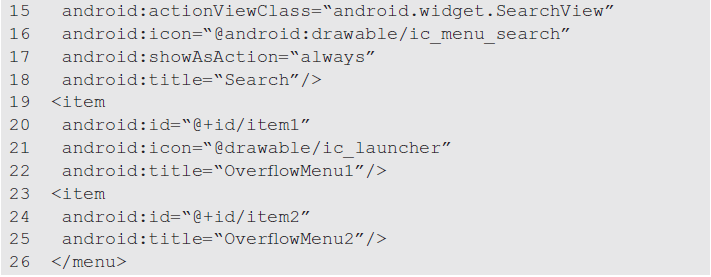 15 android:actionViewClass=“android.widget.SearchView”
16 android:icon=“@android:drawable/ic_menu_search”
17 android:showAsAction=“always”
18 android:title=“Search”/>
19 <item
20 android:id=“@+id/item1”
21 android:icon=“@drawable/ic_launcher”
22 android:title=“OverflowMenu1”/>
23 <item
24 android:id=“@+id/item2”
25 android:title=“OverflowMenu2”/>
26 </menu>